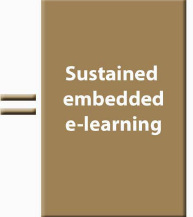 =
Sustained
embedded
e-learning